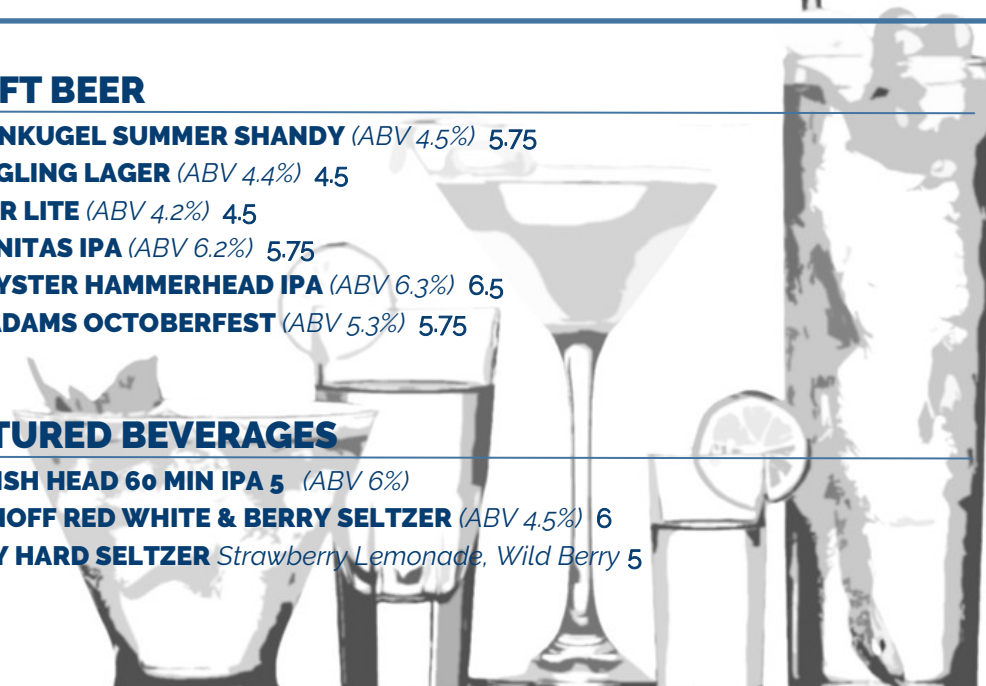 FT BEER
NKUGEL SUMMER SHANDY (ABV 4.5%) 5.75
GLING LAGER (ABV 4.4%) 4.5
R LITE (ABV 4.2%) 4.5
NITAS IPA (ABV 6.2%) 5.75
YSTER HAMMERHEAD IPA (ABV 6.3%) 6.5
ADAMS OCTOBERFEST (ABV 5.3%) 5.75
TURED BEVERAGES
ISH HEAD 60 MIN IPA 5 (ABV 6%)
NOFF RED WHITE & BERRY SELTZER (ABV 4.5%) 6
Y HARD SELTZER Strawberry Lemonade, Wild Berry 5